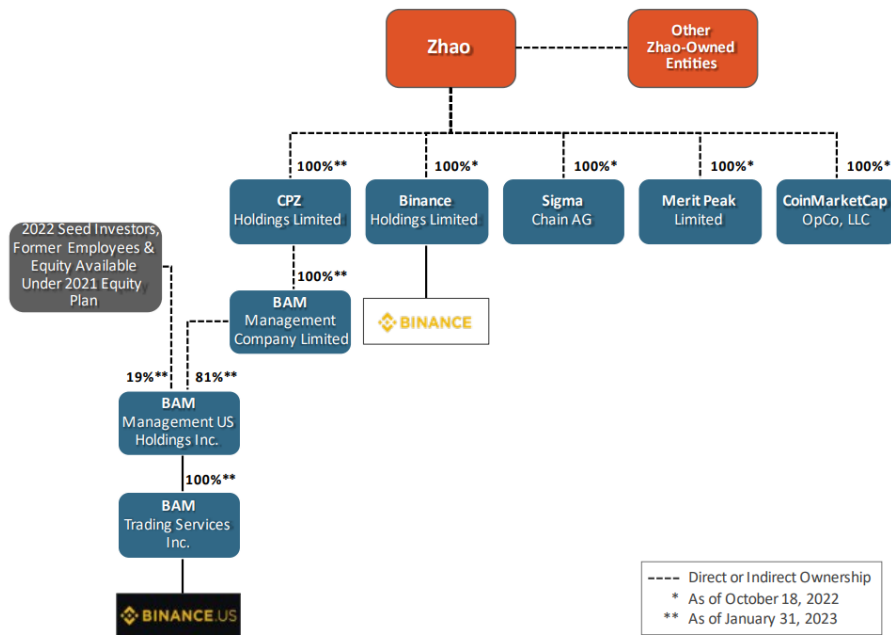 Zhao
Other
Zhao-Owned
Entities
100%**
100%*
100%*
100%*
100%*
CPZ
Holdings Limited
Binance
Holdings Limited
Sigma
Chain AG
Merit Peak
Limited
CoinMarketCap
OpCo, LLC
2022 Seed Investors,
Former Employees &
Equity Available
Under 2021 Equity
Plan
100%**
BAM
Management
Company Limited
BINANCE
19%**
81%**
BAM
Management US
Holdings Inc.
100%**
BAM
Trading Services
Inc.
BINANCE.US
---- Direct or Indirect Ownership
* As of October 18, 2022
** As of January 31, 2023